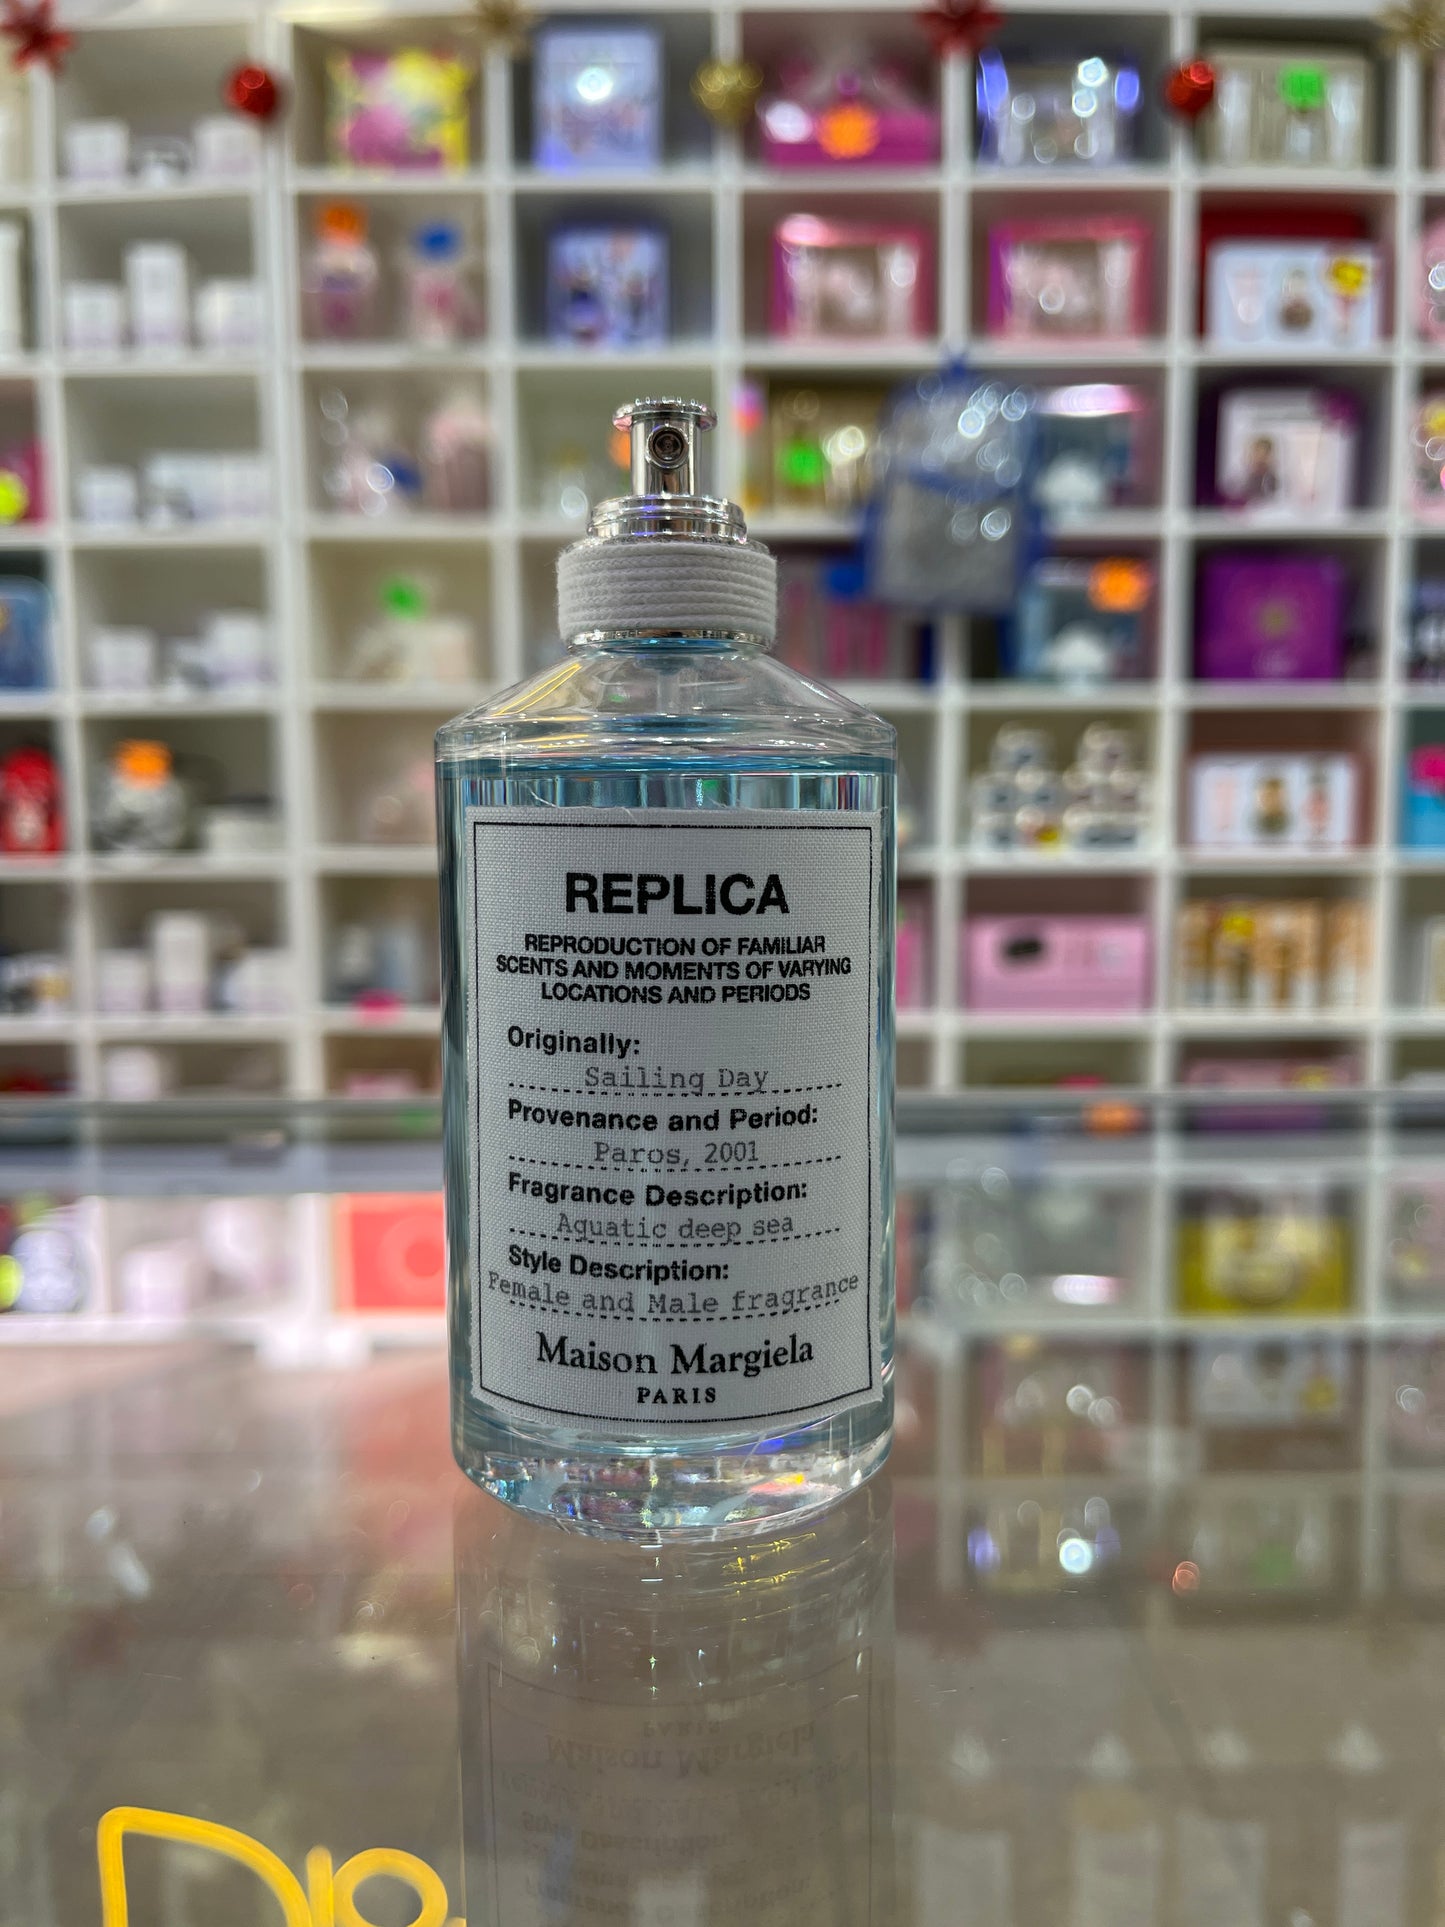 REPLICA
REPRODUCTION OF FAMILIAR
SCENTS AND MOMENTS OF VARYING
LOCATIONS AND PERIODS
Originally:
Sailing Day
Provenance and Period:
Paros, 2001
Fragrance Description:
Aquatic deep sea
Style Description:
Female and Male fragrance
Maison Margiela
PARIS